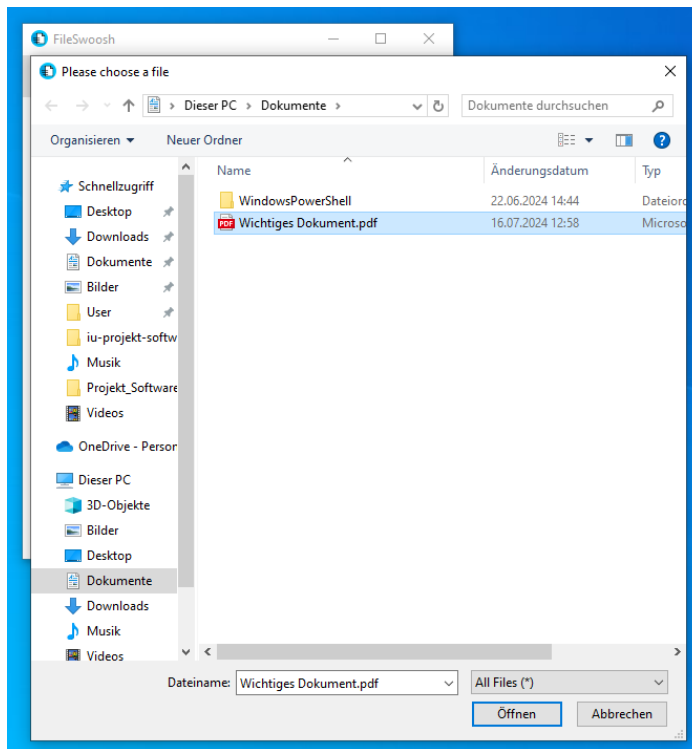 FileSwoosh
Please choose a file
Dieser PC > Dokumente >
Dokumente durchsuchen
Organisieren
Neuer Ordner
Name
Änderungsdatum
Typ
WindowsPowerShell
22.06.2024 14:44
Dateiord
PDF Wichtiges Dokument.pdf
16.07.2024 12:58
Microso
Schnellzugriff
Desktop
Downloads
Dokumente
Bilder
User
iu-projekt-softw
Musik
Projekt_Software
Videos
OneDrive - Person
Dieser PC
3D-Objekte
Bilder
Desktop
Dokumente
Downloads
Musik
Videos
Dateiname:
Wichtiges Dokument.pdf
All Files (*)
Öffnen
Abbrechen